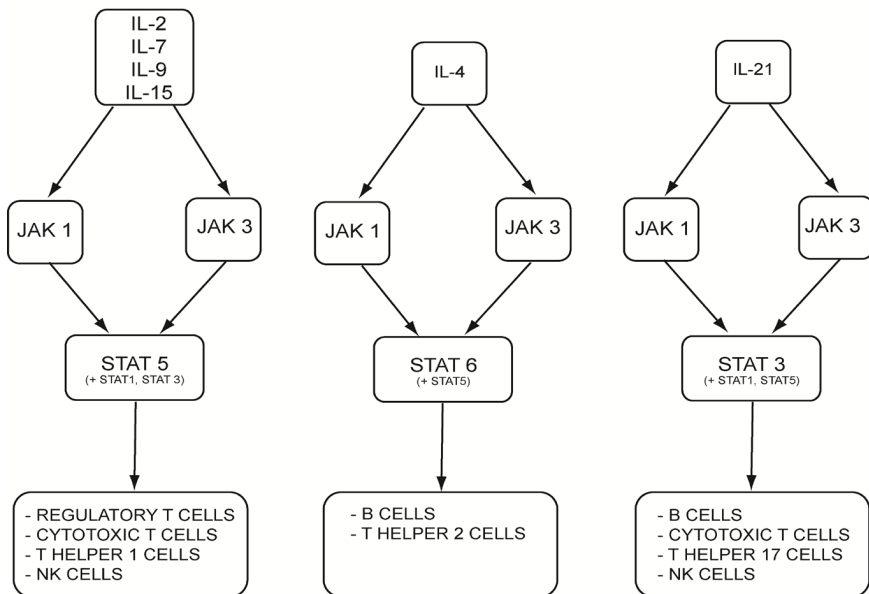 IL-2
IL-7
IL-9
IL-15
IL-4
IL-21
JAK 1
JAK 3
JAK 1
JAK 3
JAK 1
JAK 3
STAT 5
(+ STAT1, STAT 3)
STAT 6
(+ STAT5)
STAT 3
(+ STAT1, STAT5)
- REGULATORY T CELLS
- CYTOTOXIC T CELLS
- T HELPER 1 CELLS
- NK CELLS
- B CELLS
- T HELPER 2 CELLS
- B CELLS
- CYTOTOXIC T CELLS
- T HELPER 17 CELLS
- NK CELLS